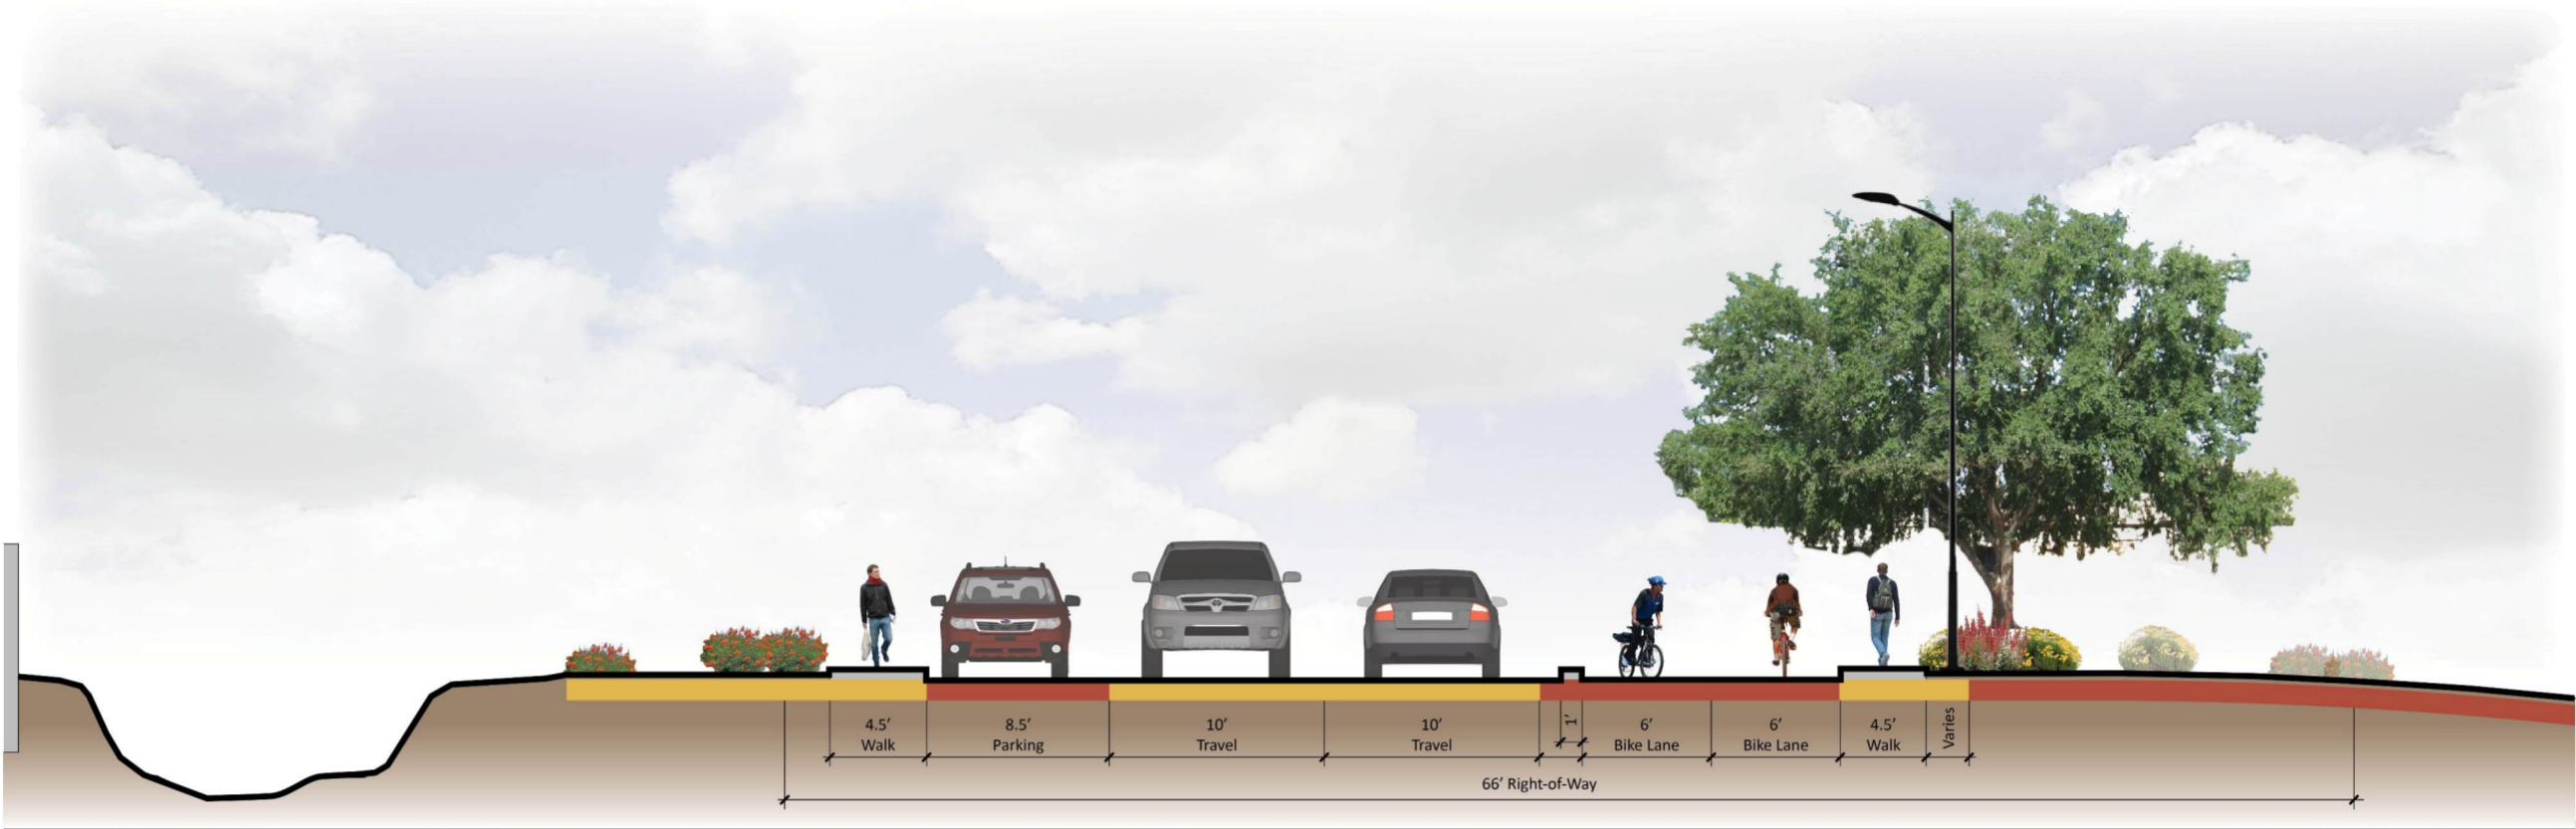 4.5’
Walk
8.5’
Parking
10’
Travel
10’
Travel
1’
6’
Bike Lane
6’
Bike Lane
4.5’
Walk
Varies
66’ Right-of-Way